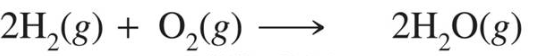 2H₂(g) + O₂(g) ⟶ 2H₂O(g)